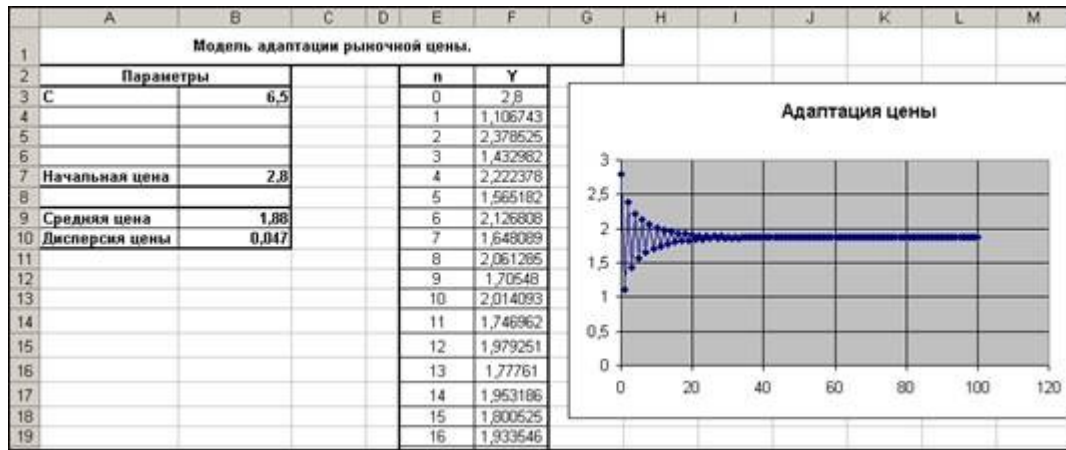 A B C D E F G H I J K L M
1 Модель адаптации рыночной цены.
2 Параметры n Y
3 C 6,5 0 2,8
4 1 1,106743
5 2 2,378525
6 3 1,432982
7 Начальная цена 2,8 4 2,222378
8 5 1,565182
9 Средняя цена 1,88 6 2,126808
10 Дисперсия цены 0,047 7 1,648089
11 8 2,061285
12 9 1,70548
13 10 2,014093
14 11 1,746962
15 12 1,979251
16 13 1,77761
17 14 1,953186
18 15 1,800525
19 16 1,933546
Адаптация цены
3
2,5
2
1,5
1
0,5
0
0 20 40 60 80 100 120